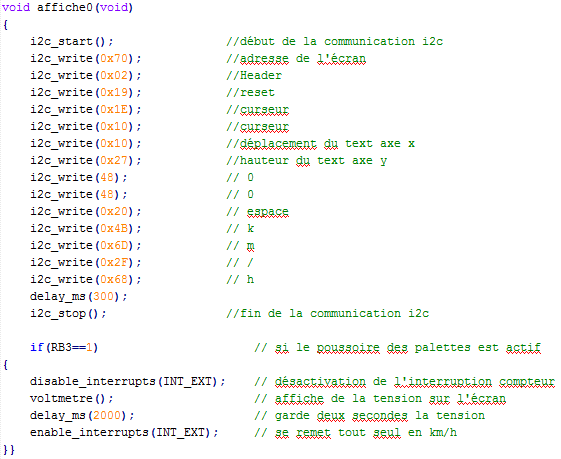 void affiche0(void)
{
i2c_start(); //début de la communication i2c
i2c_write(0x70); //adresse de l'écran
i2c_write(0x02); //Header
i2c_write(0x19); //reset
i2c_write(0x1E); //curseur
i2c_write(0x10); //curseur
i2c_write(0x10); //déplacement du text axe x
i2c_write(0x27); //hauteur du text axe y
i2c_write(48); // 0
i2c_write(48); // 0
i2c_write(0x20); // espace
i2c_write(0x4B); // k
i2c_write(0x6D); // m
i2c_write(0x2F); // /
i2c_write(0x68); // h
delay_ms(300);
i2c_stop(); //fin de la communication i2c
if(RB3==1) // si le poussoire des palettes est actif
{
disable_interrupts(INT_EXT); // désactivation de l'interruption compteur
voltmetre(); // affiche de la tension sur l'écran
delay_ms(2000); // garde deux secondes la tension
enable_interrupts(INT_EXT); // se remet tout seul en km/h
}}